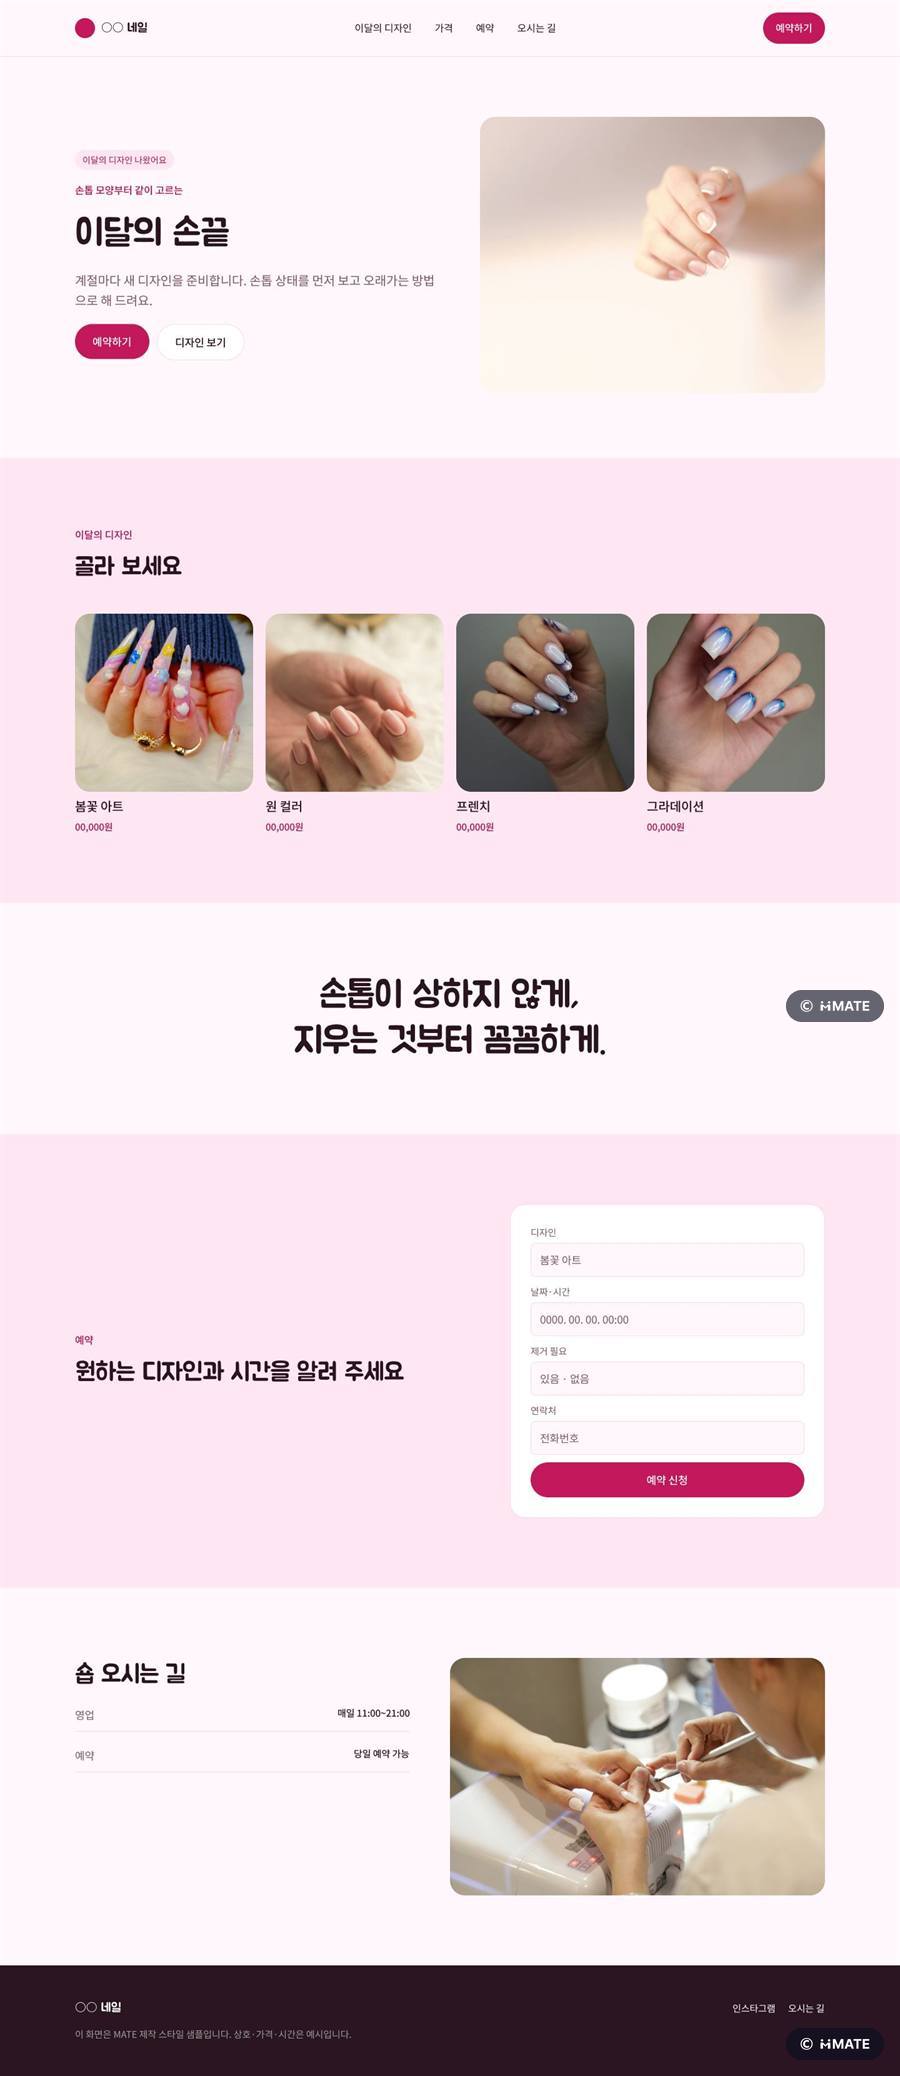 ○○ 네일
이달의 디자인 가격 예약 오시는 길
예약하기
이달의 디자인 나왔어요
손톱 모양부터 같이 고르는
이달의 손끝
계절마다 새 디자인을 준비합니다. 손톱 상태를 먼저 보고 오래가는 방법
으로 해 드려요.
예약하기 디자인 보기
이달의 디자인
골라 보세요
봄꽃 아트
00,000원
원 컬러
00,000원
프렌치
00,000원
그라데이션
00,000원
손톱이 상하지 않게,
지우는 것부터 꼼꼼하게.
© MATE
예약
원하는 디자인과 시간을 알려 주세요
디자인
봄꽃 아트
날짜·시간
0000. 00. 00. 00:00
제거 필요
있음 · 없음
연락처
전화번호
예약 신청
숍 오시는 길
영업 매일 11:00~21:00
예약 당일 예약 가능
○○ 네일
이 화면은 MATE 제작 스타일 샘플입니다. 상호·가격·시간은 예시입니다.
인스타그램 오시는 길
© MATE